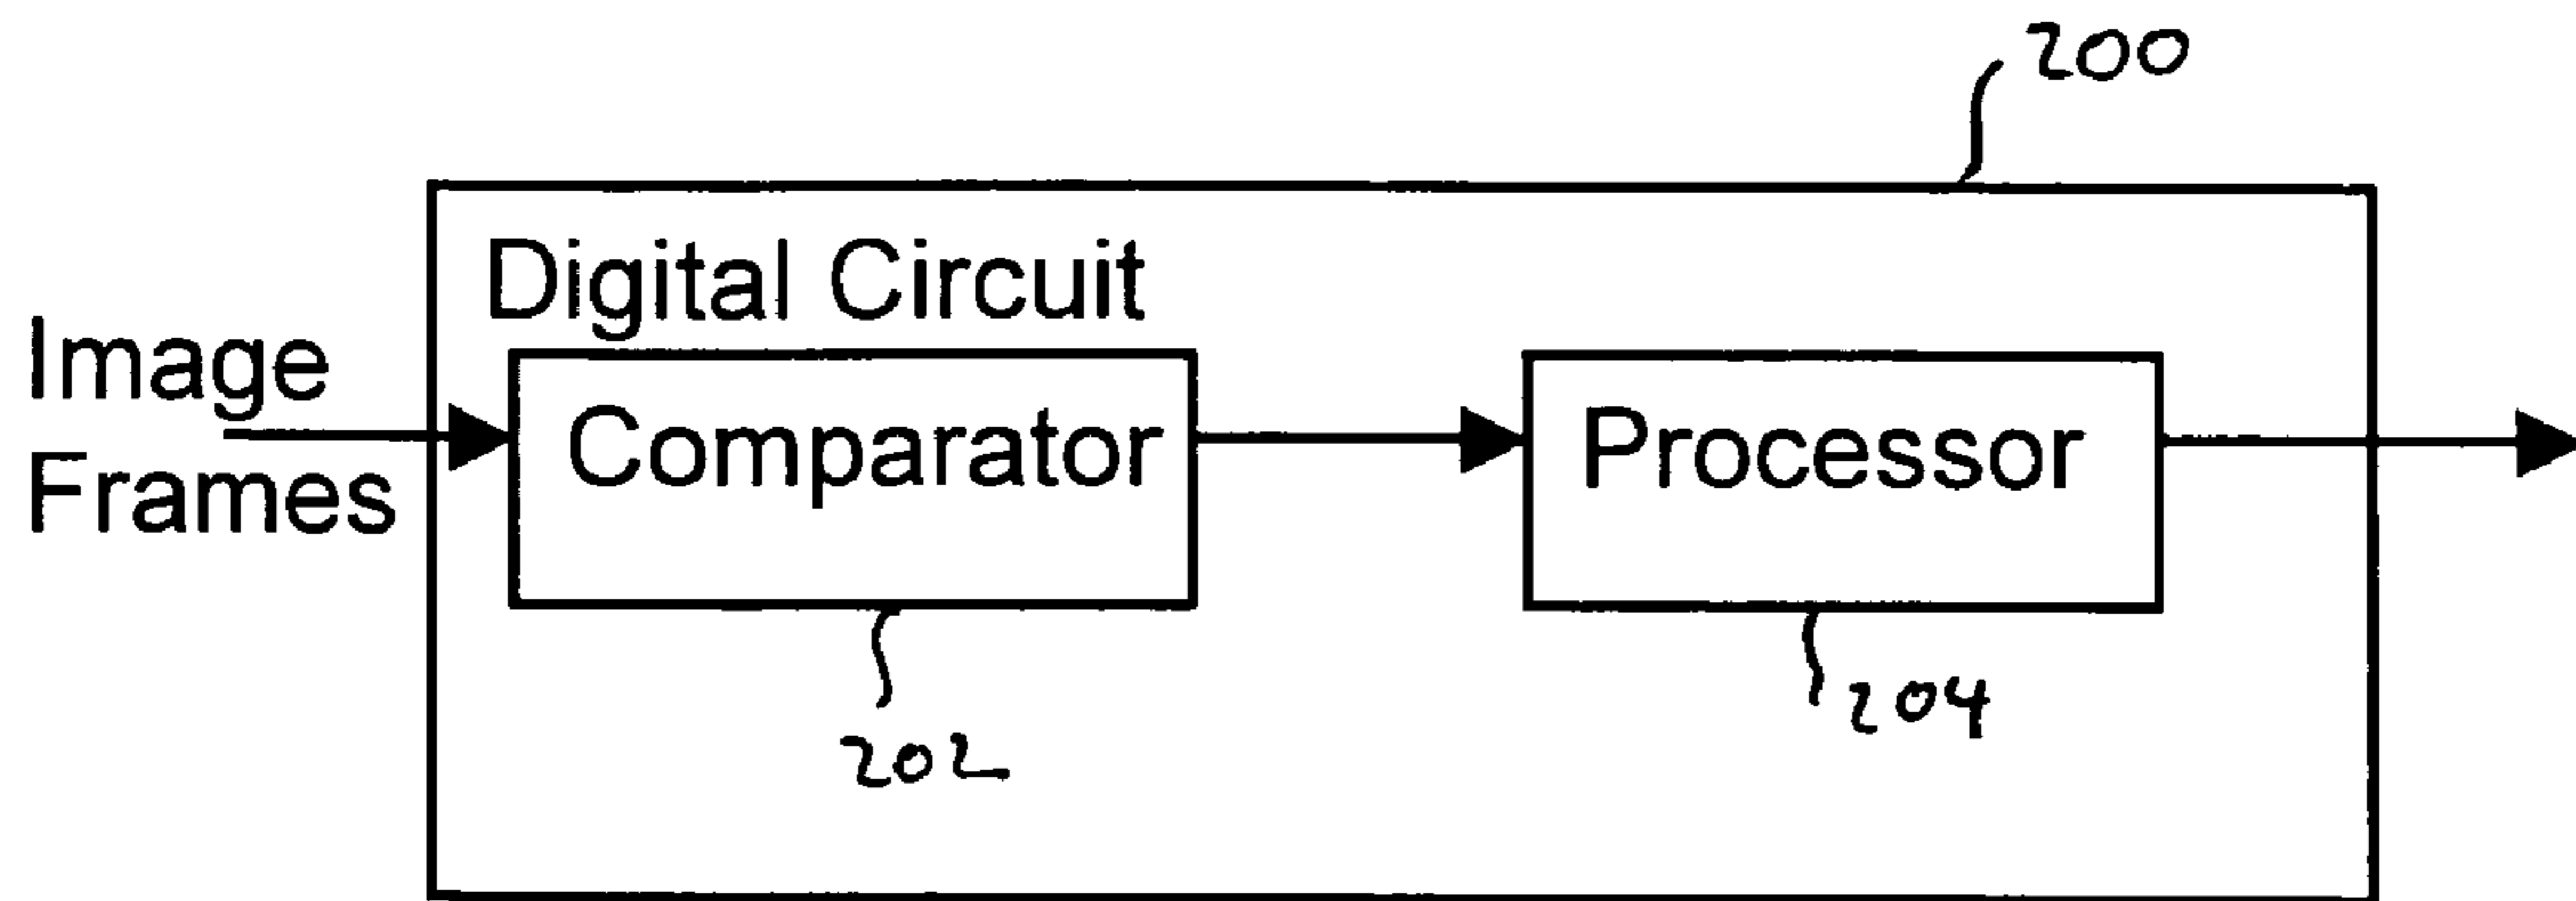 200
Digital Circuit
Image
Frames
Comparator
Processor
202
204